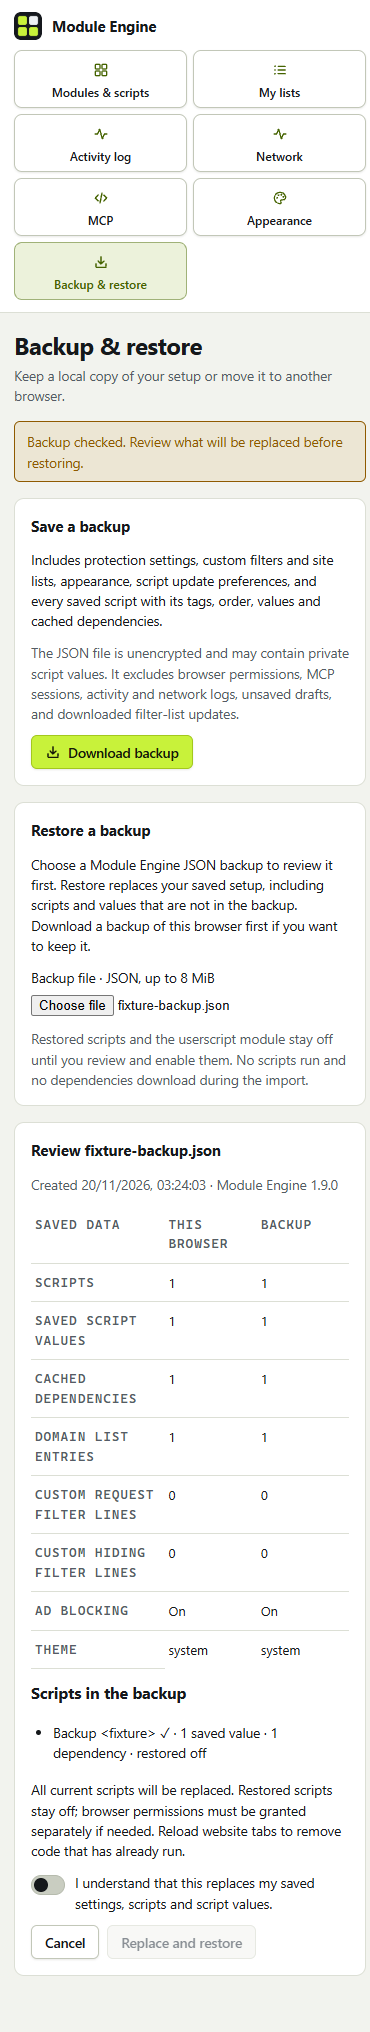 Module Engine
Modules & scripts
My lists
Activity log
Network
MCP
Appearance
Backup & restore
Backup & restore
Keep a local copy of your setup or move it to another
browser.
Backup checked. Review what will be replaced before
restoring.
Save a backup
Includes protection settings, custom filters and site
lists, appearance, script update preferences, and
every saved script with its tags, order, values and
cached dependencies.
The JSON file is unencrypted and may contain private
script values. It excludes browser permissions, MCP
sessions, activity and network logs, unsaved drafts,
and downloaded filter-list updates.
Download backup
Restore a backup
Choose a Module Engine JSON backup to review it
first. Restore replaces your saved setup, including
scripts and values that are not in the backup.
Download a backup of this browser first if you want
to keep it.
Backup file · JSON, up to 8 MiB
Choose file fixture-backup.json
Restored scripts and the userscript module stay off
until you review and enable them. No scripts run and
no dependencies download during the import.
Review fixture-backup.json
Created 20/11/2026, 03:24:03 · Module Engine 1.9.0
SAVED DATA THIS BROWSER BACKUP
SCRIPTS 1 1
SAVED SCRIPT VALUES 1 1
CACHED DEPENDENCIES 1 1
DOMAIN LIST ENTRIES 1 1
CUSTOM REQUEST FILTER LINES 0 0
CUSTOM HIDING FILTER LINES 0 0
AD BLOCKING On On
THEME system system
Scripts in the backup
• Backup <fixture> ✓ · 1 saved value · 1
dependency · restored off
All current scripts will be replaced. Restored scripts
stay off; browser permissions must be granted
separately if needed. Reload website tabs to remove
code that has already run.
I understand that this replaces my saved
settings, scripts and script values.
Cancel
Replace and restore